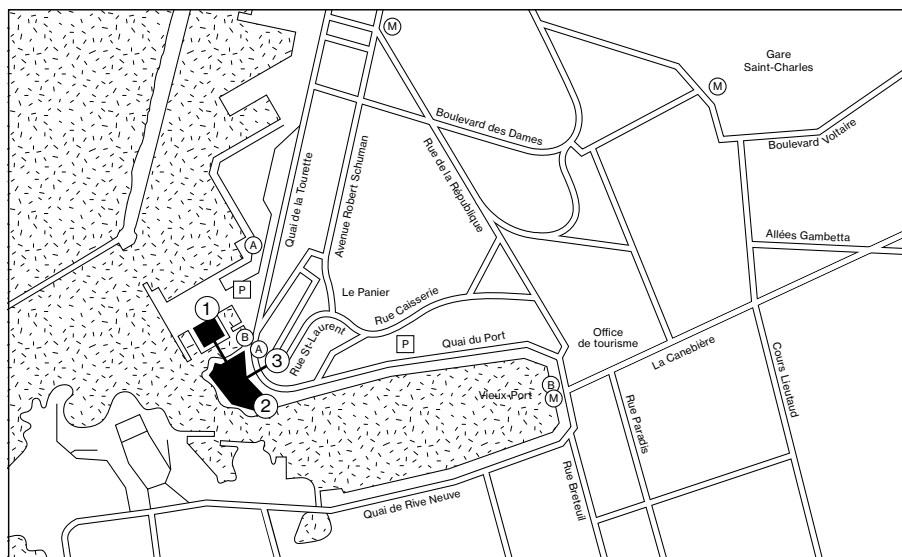 M
Gare
Saint-Charles
M
Boulevard des Dames
Boulevard Voltaire
Rue de la République
Quai de la Tourette
Avenue Robert Schuman
Allées Gambetta
A
P
Le Panier
1
Rue Caisserie
B
A
Rue St-Laurent
P
Quai du Port
Office
de tourisme
La Canebière
3
Cours Lieutaud
2
Vieux-Port
B
M
Rue Paradis
Rue Breteuil
Quai de Rive Neuve